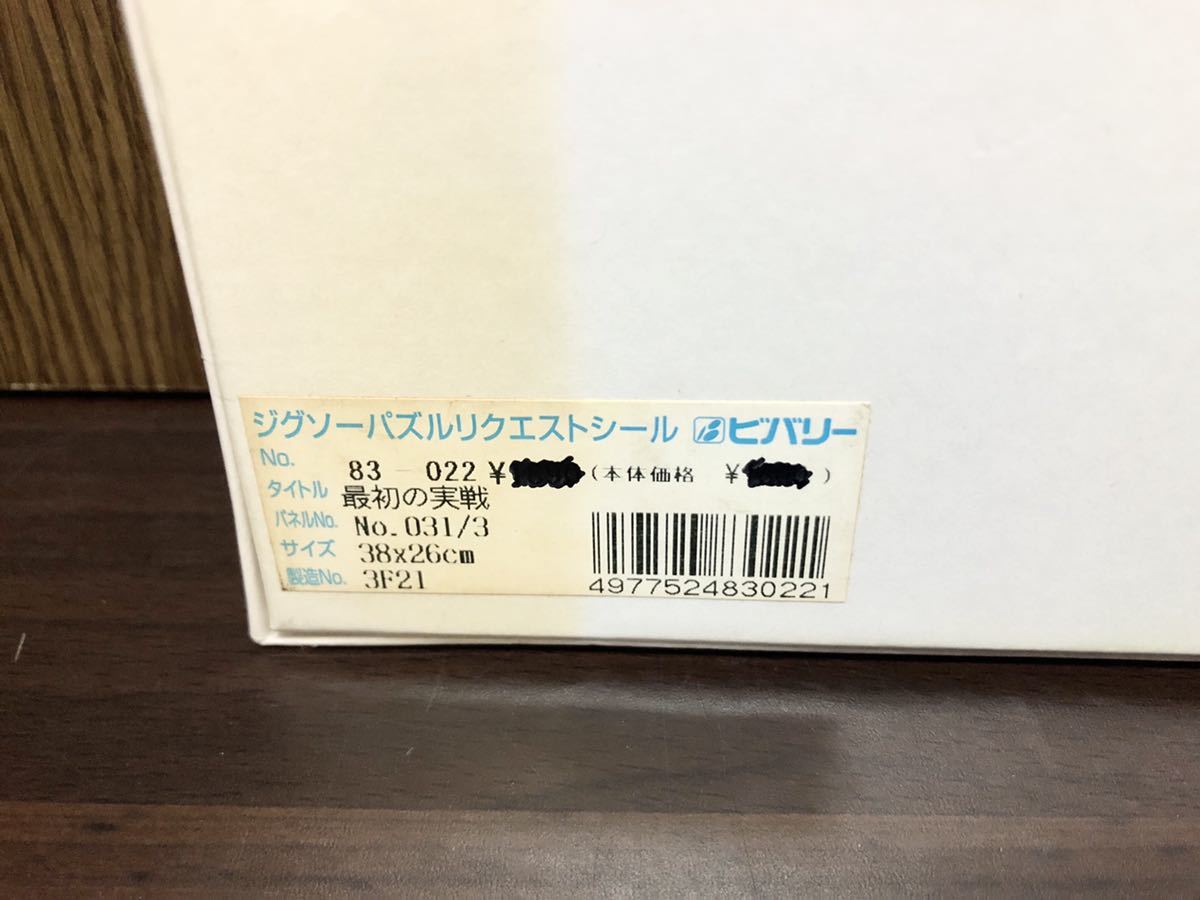 ジグソーパズルリクエストシール ビバリー
No. 83-022 ¥ (本体価格 ¥ )
タイトル 最初の実戦
パネルNo. No.031/3
サイズ 38x26cm
製造No. 3F21
4977524830221